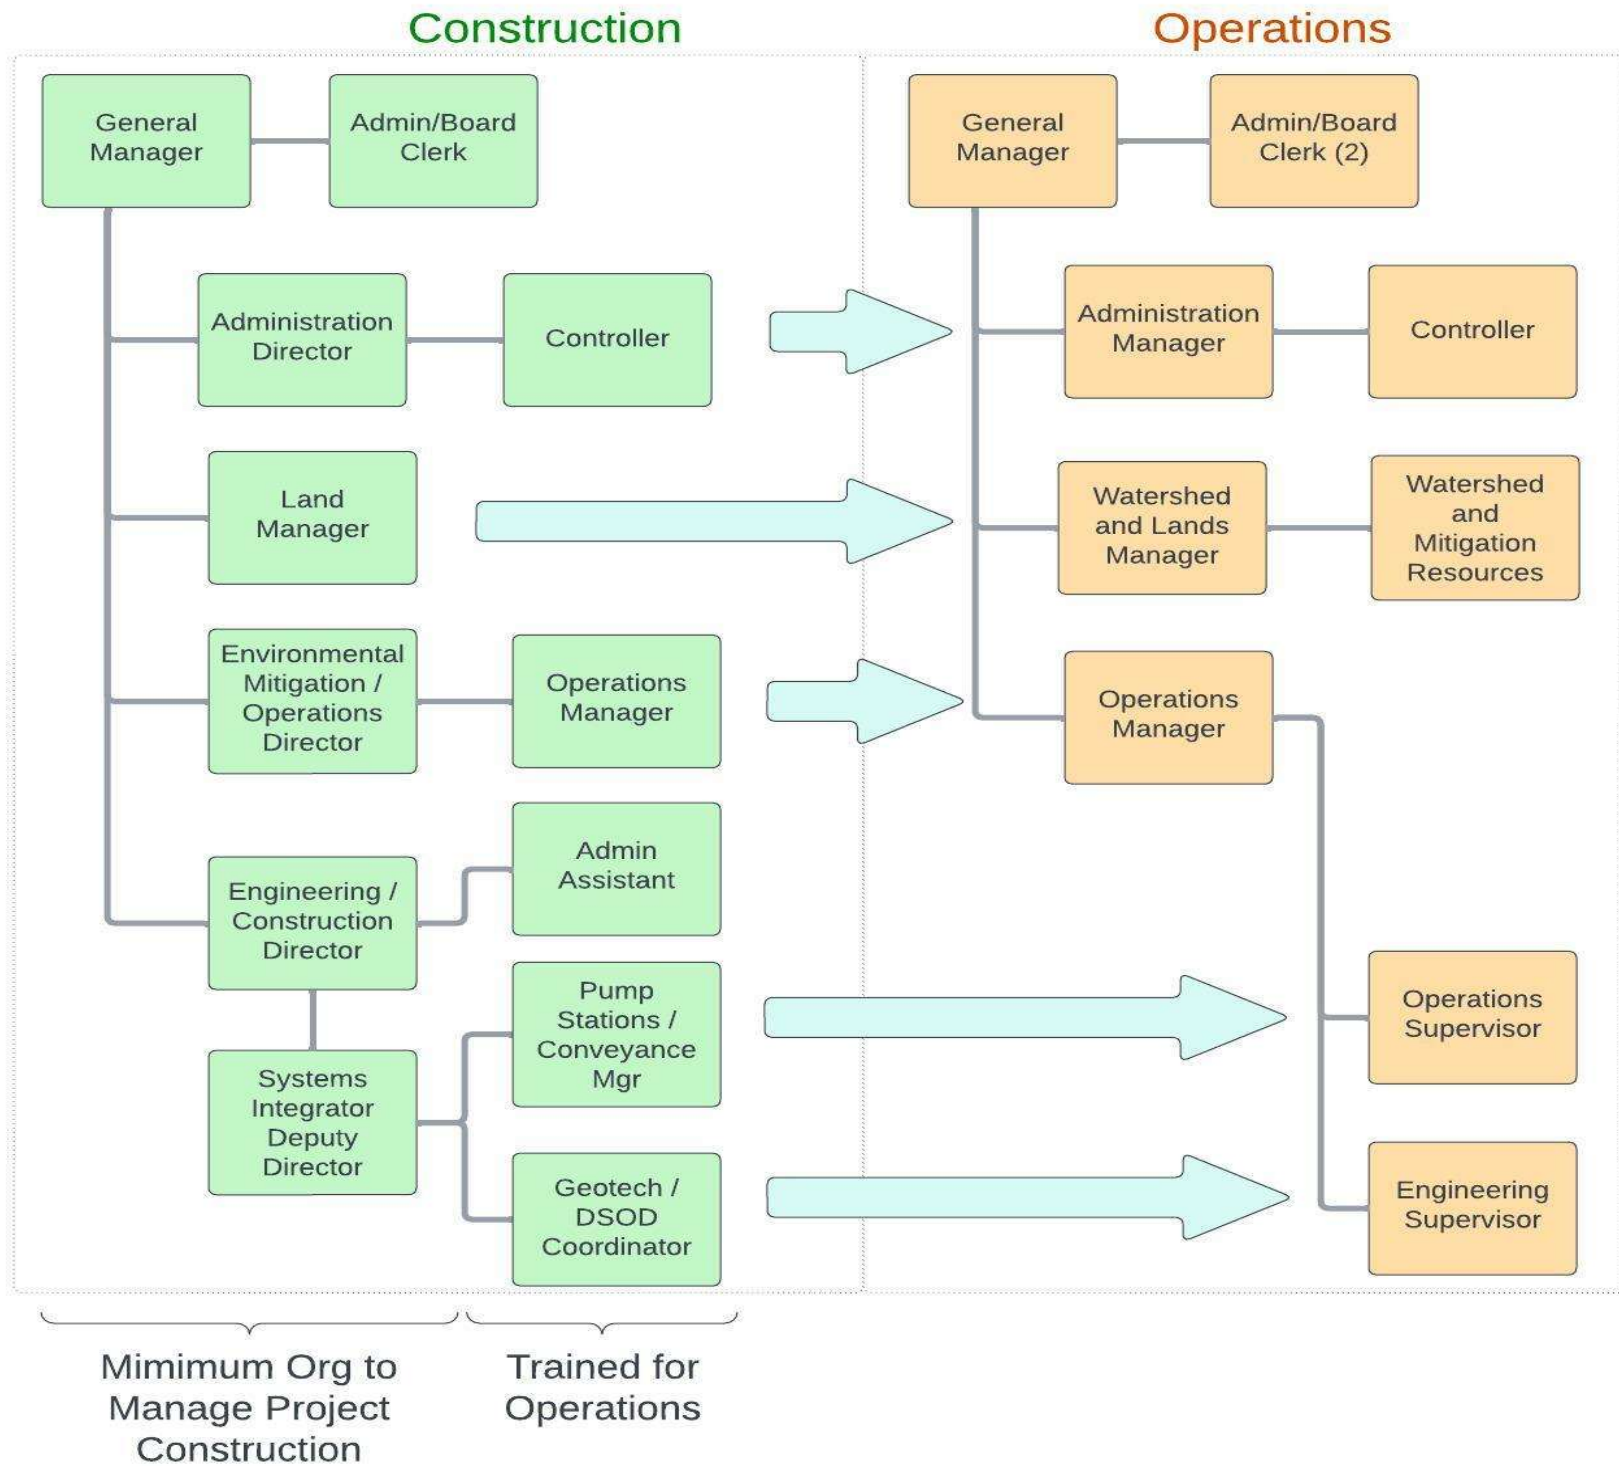 Construction
Operations
General
Manager
Admin/Board
Clerk
General
Manager
Admin/Board
Clerk (2)
Administration
Director
Controller
Administration
Manager
Controller
Land
Manager
Watershed
and Lands
Manager
Watershed
and
Mitigation
Resources
Environmental
Mitigation /
Operations
Director
Operations
Manager
Operations
Manager
Admin
Assistant
Engineering /
Construction
Director
Pump
Stations /
Conveyance
Mgr
Operations
Supervisor
Systems
Integrator
Deputy
Director
Geotech /
DSOD
Coordinator
Engineering
Supervisor
Mimimum Org to
Manage Project
Construction
Trained for
Operations